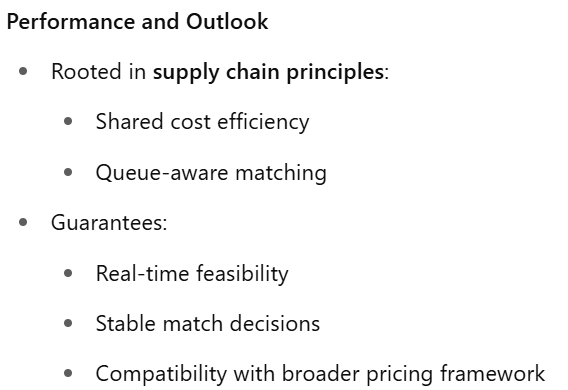 Performance and Outlook
• Rooted in supply chain principles:
• Shared cost efficiency
• Queue-aware matching
• Guarantees:
• Real-time feasibility
• Stable match decisions
• Compatibility with broader pricing framework